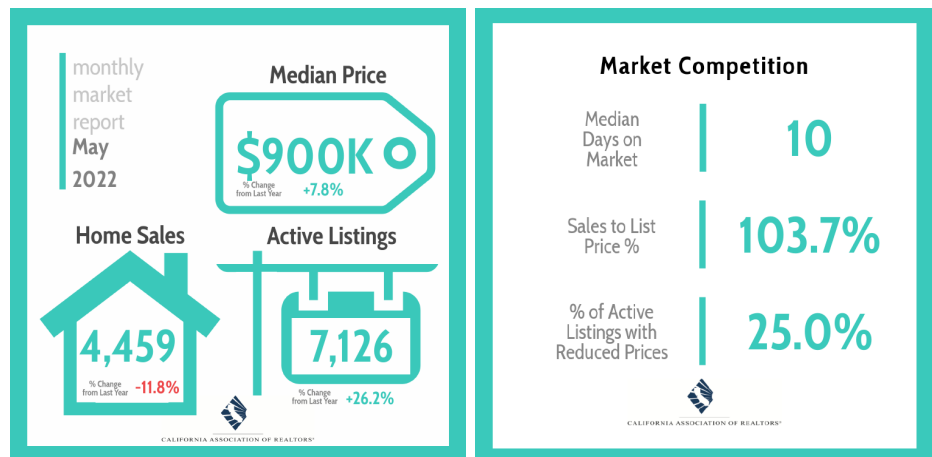 monthly
market
report
May
2022
Median Price
$900K
% Change
from Last Year
+7.8%
Home Sales
4,459
% Change
from Last Year
-11.8%
Active Listings
7,126
% Change
from Last Year
+26.2%
CALIFORNIA ASSOCIATION OF REALTORS®
Market Competition
Median
Days on
Market
10
Sales to List
Price %
103.7%
% of Active
Listings with
Reduced Prices
25.0%
CALIFORNIA ASSOCIATION OF REALTORS®